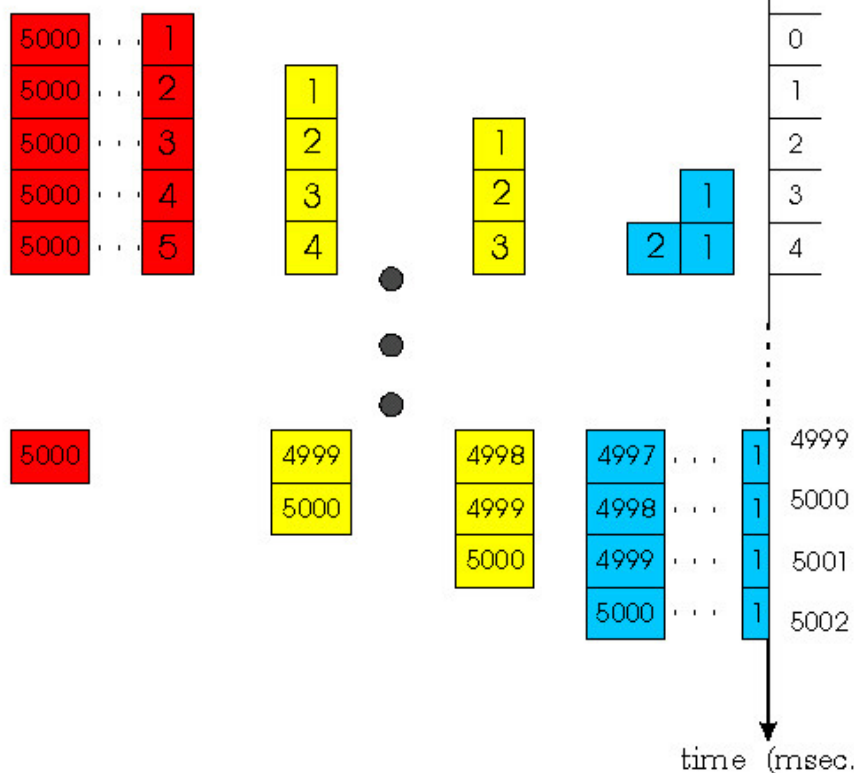 5000 . . . 1 0
5000 . . . 2 1 1
5000 . . . 3 2 1 2
5000 . . . 4 3 2 1 3
5000 . . . 5 4 3 2 1 4
5000 4999 4998 4997 . . . 1 4999
5000 4999 4998 . . . 1 5000
5000 4999 . . . 1 5001
5000 . . . 1 5002
time (msec.